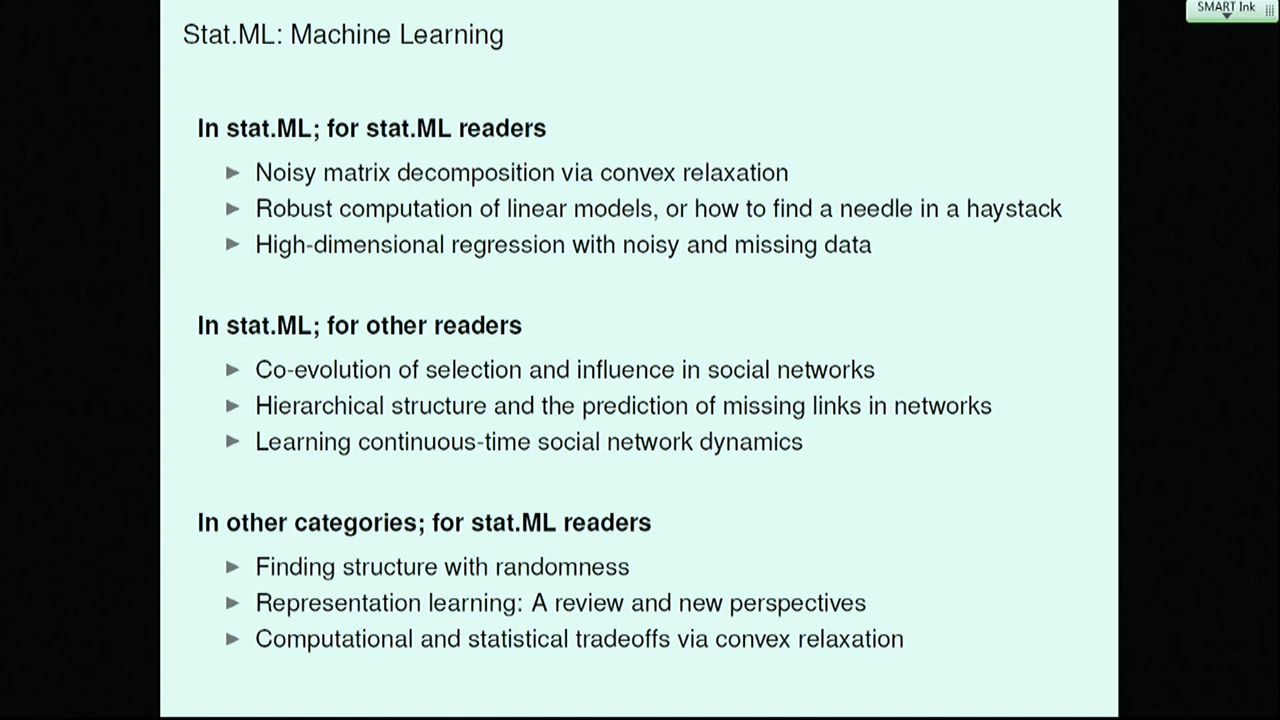 SMART Ink
Stat.ML: Machine Learning
In stat.ML; for stat.ML readers
► Noisy matrix decomposition via convex relaxation
► Robust computation of linear models, or how to find a needle in a haystack
► High-dimensional regression with noisy and missing data
In stat.ML; for other readers
► Co-evolution of selection and influence in social networks
► Hierarchical structure and the prediction of missing links in networks
► Learning continuous-time social network dynamics
In other categories; for stat.ML readers
► Finding structure with randomness
► Representation learning: A review and new perspectives
► Computational and statistical tradeoffs via convex relaxation